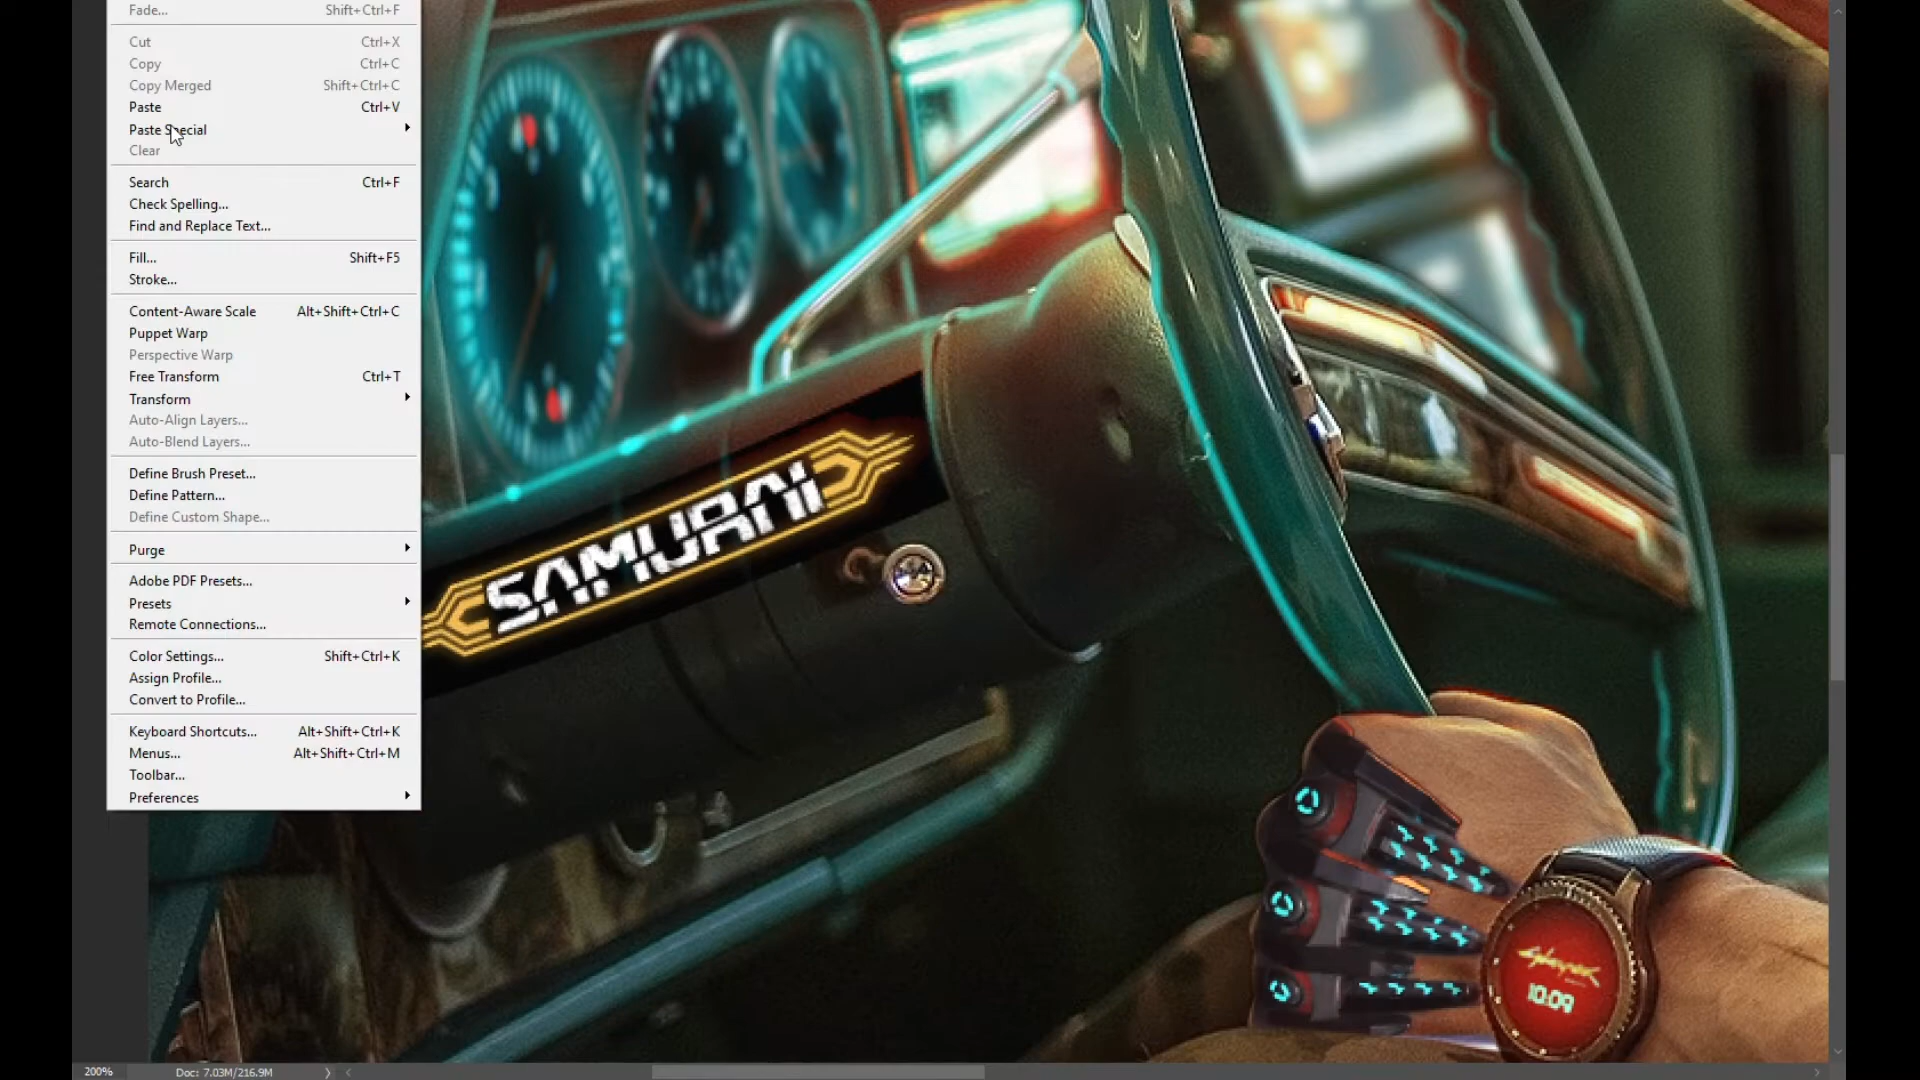 Fade... Shift+Ctrl+F
Cut Ctrl+X
Copy Ctrl+C
Copy Merged Shift+Ctrl+C
Paste Ctrl+V
Paste Special
Clear
Search Ctrl+F
Check Spelling...
Find and Replace Text...
Fill... Shift+F5
Stroke...
Content-Aware Scale Alt+Shift+Ctrl+C
Puppet Warp
Perspective Warp
Free Transform Ctrl+T
Transform
Auto-Align Layers...
Auto-Blend Layers...
Define Brush Preset...
Define Pattern...
Define Custom Shape...
Purge
Adobe PDF Presets...
Presets
Remote Connections...
Color Settings... Shift+Ctrl+K
Assign Profile...
Convert to Profile...
Keyboard Shortcuts... Alt+Shift+Ctrl+K
Menus... Alt+Shift+Ctrl+M
Toolbar...
Preferences
SAMURAI
10:09
200% Doc: 7.03M/216.9M